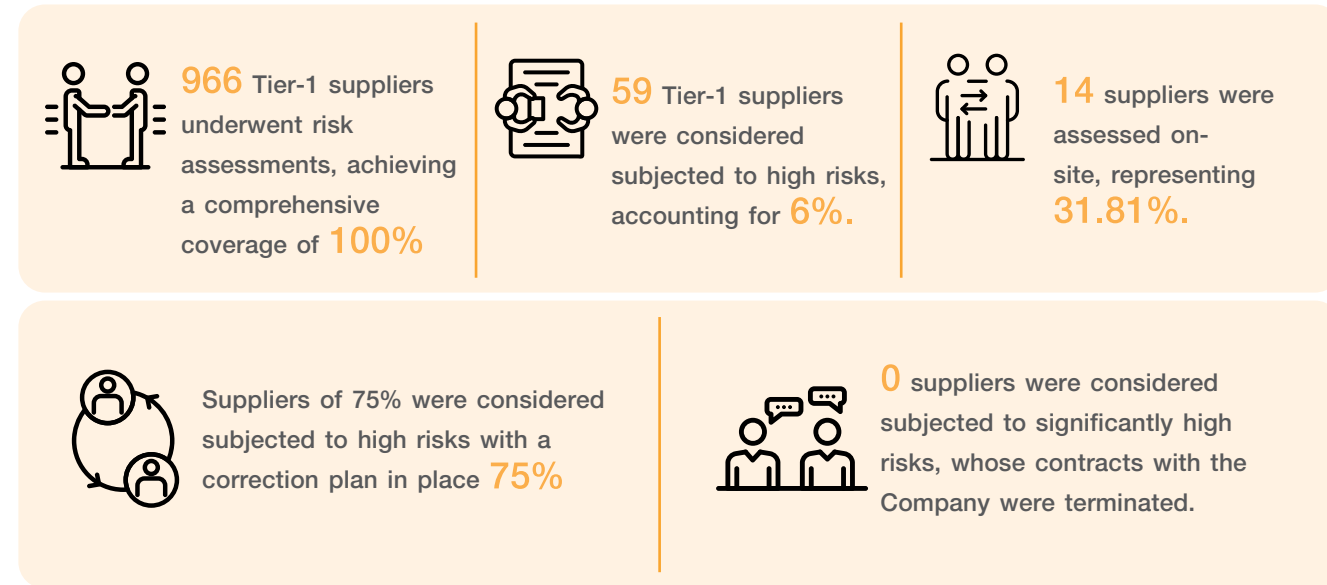 966 Tier-1 suppliers
underwent risk
assessments, achieving
a comprehensive
coverage of 100%
59 Tier-1 suppliers
were considered
subjected to high risks,
accounting for 6%.
14 suppliers were
assessed on-
site, representing
31.81%.
Suppliers of 75% were considered
subjected to high risks with a
correction plan in place 75%
0 suppliers were considered
subjected to significantly high
risks, whose contracts with the
Company were terminated.